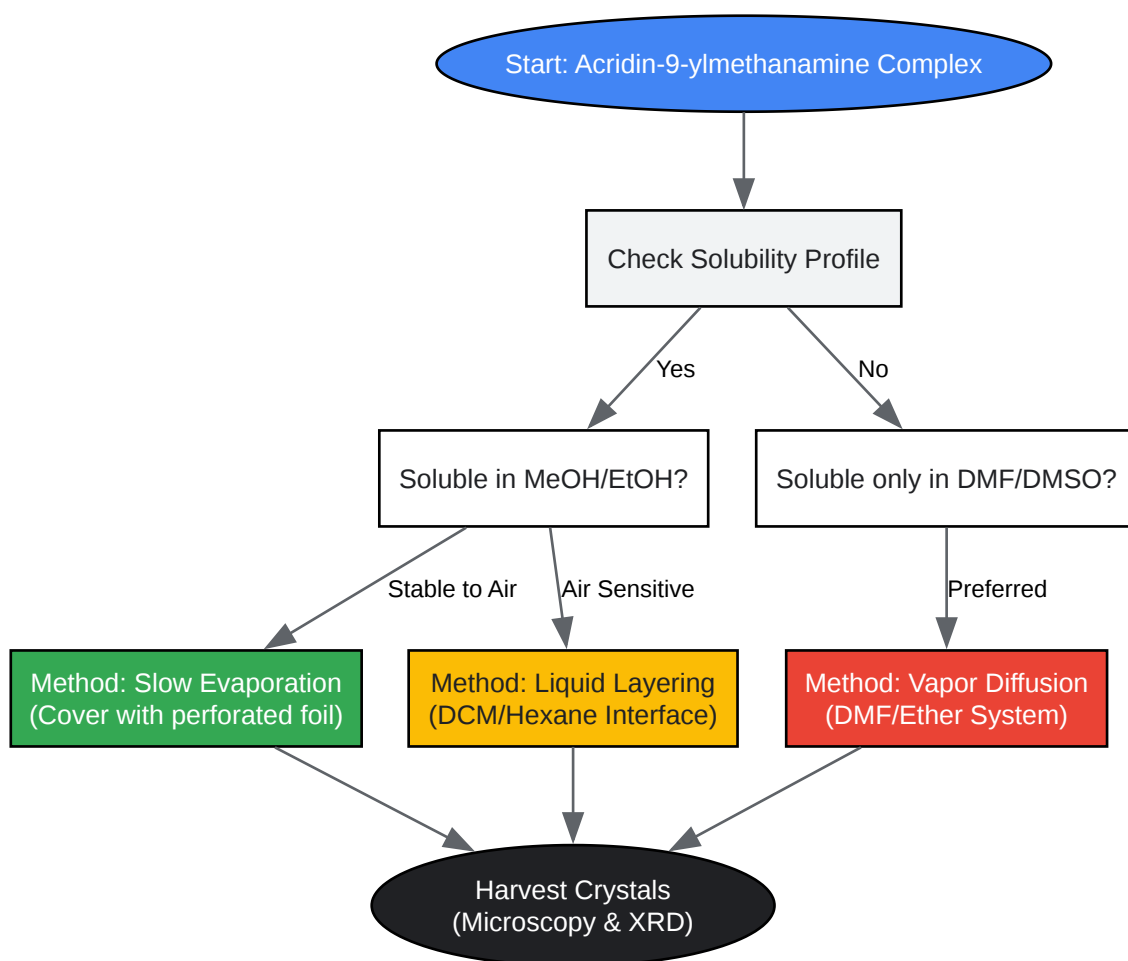 Start: Acridin-9-ylmethanamine Complex
Check Solubility Profile
Yes
No
Soluble in MeOH/EtOH?
Soluble only in DMF/DMSO?
Stable to Air
Air Sensitive
Preferred
Method: Slow Evaporation
(Cover with perforated foil)
Method: Liquid Layering
(DCM/Hexane Interface)
Method: Vapor Diffusion
(DMF/Ether System)
Harvest Crystals
(Microscopy & XRD)